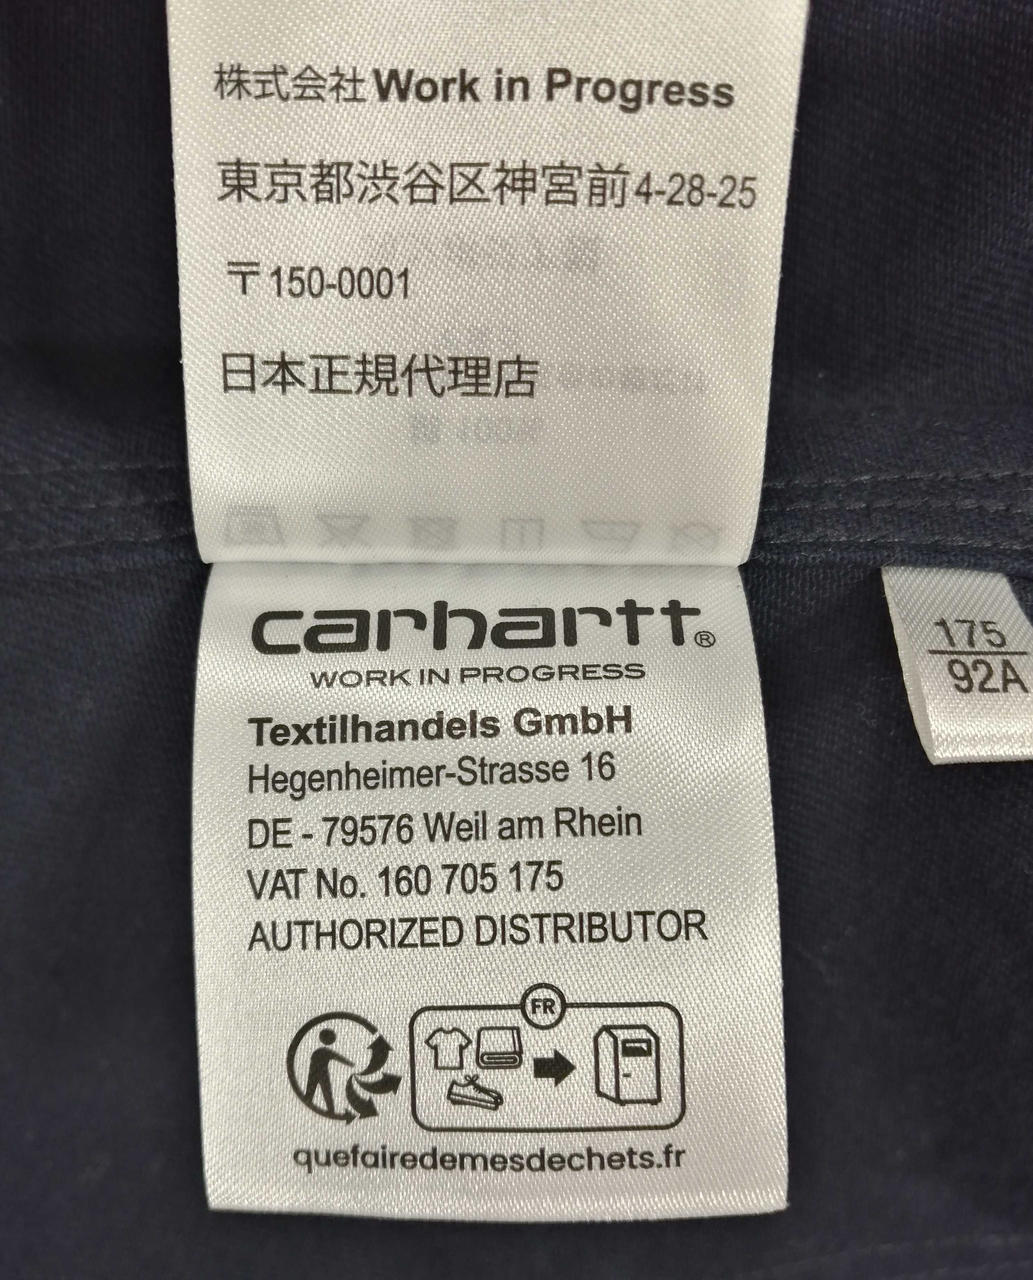 株式会社Work in Progress
東京都渋谷区神宮前4-28-25
〒150-0001
日本正規代理店
carhartt®
WORK IN PROGRESS
Textilhandels GmbH
Hegenheimer-Strasse 16
DE - 79576 Weil am Rhein
VAT No. 160 705 175
AUTHORIZED DISTRIBUTOR
FR
quefairedemesdechets.fr
175
92A